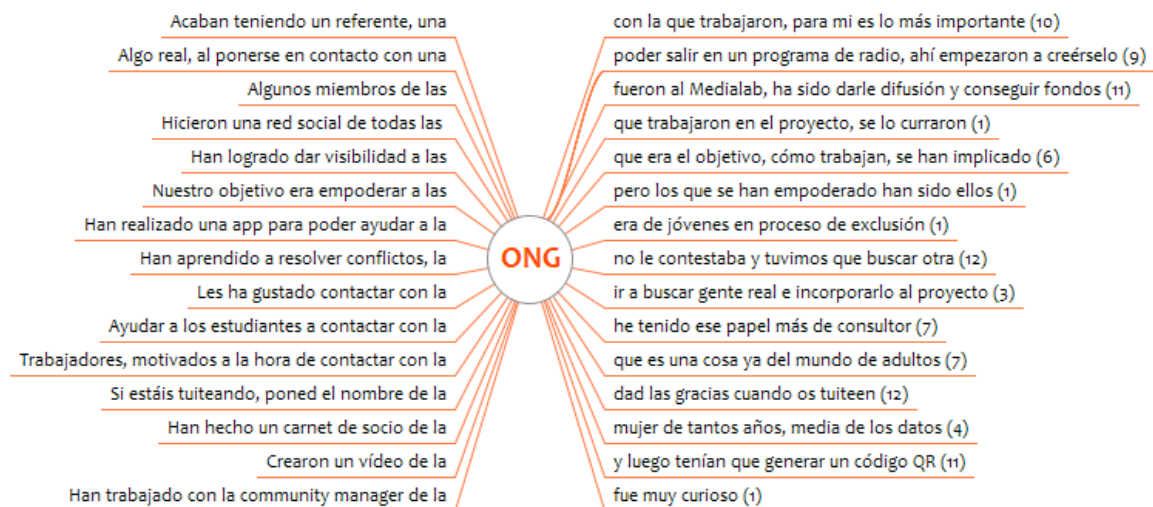 Acaban teniendo un referente, una
con la que trabajaron, para mi es lo más importante (10)
Algo real, al ponerse en contacto con una
poder salir en un programa de radio, ahí empezaron a creérselo (9)
Algunos miembros de las
fueron al Medialab, ha sido darle difusión y conseguir fondos (11)
Hicieron una red social de todas las
que trabajaron en el proyecto, se lo curraron (1)
Han logrado dar visibilidad a las
que era el objetivo, cómo trabajan, se han implicado (6)
Nuestro objetivo era empoderar a las
pero los que se han empoderado han sido ellos (1)
Han realizado una app para poder ayudar a la
era de jóvenes en proceso de exclusión (1)
ONG
Han aprendido a resolver conflictos, la
no le contestaba y tuvimos que buscar otra (12)
Les ha gustado contactar con la
ir a buscar gente real e incorporarlo al proyecto (3)
Ayudar a los estudiantes a contactar con la
he tenido ese papel más de consultor (7)
Trabajadores, motivados a la hora de contactar con la
que es una cosa ya del mundo de adultos (7)
Si estáis tuiteando, poned el nombre de la
dad las gracias cuando os tuiteen (12)
Han hecho un carnet de socio de la
mujer de tantos años, media de los datos (4)
Crearon un vídeo de la
y luego tenían que generar un código QR (11)
Han trabajado con la community manager de la
fue muy curioso (1)